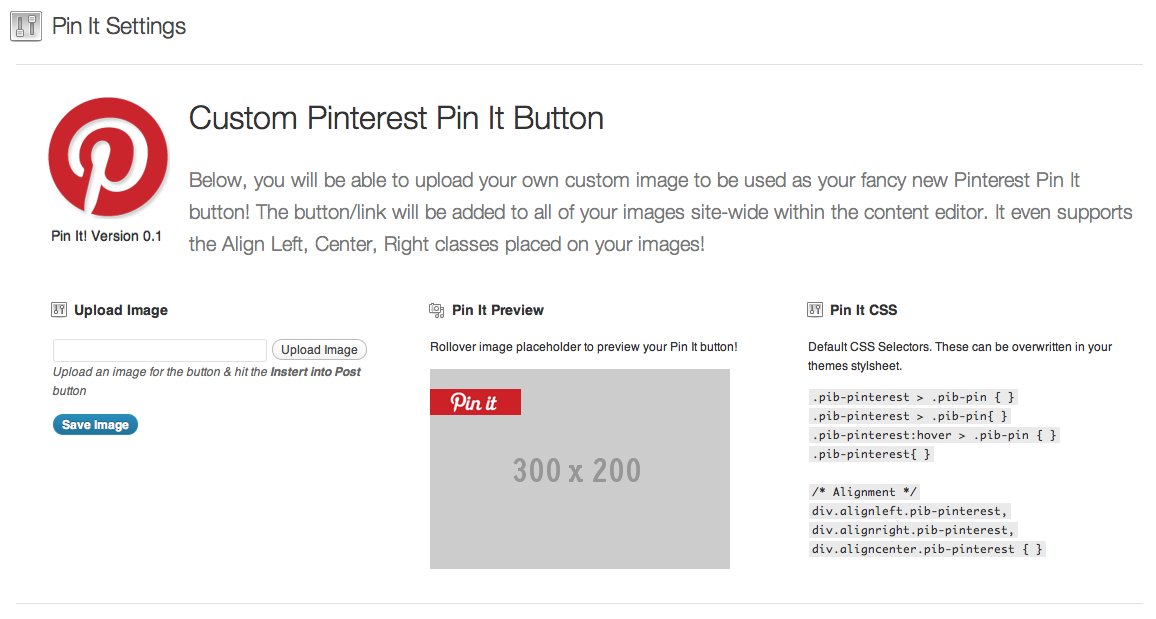 Pin It Settings
Custom Pinterest Pin It Button
Below, you will be able to upload your own custom image to be used as your fancy new Pinterest Pin It
button! The button/link will be added to all of your images site-wide within the content editor. It even supports
the Align Left, Center, Right classes placed on your images!
Pin It! Version 0.1
Upload Image
Upload Image
Upload an image for the button & hit the Instert into Post
button
Save Image
Pin It Preview
Rollover image placeholder to preview your Pin It button!
Pin it
300 x 200
Pin It CSS
Default CSS Selectors. These can be overwritten in your
themes stylsheet.
.pib-pinterest > .pib-pin { }
.pib-pinterest > .pib-pin{ }
.pib-pinterest:hover > .pib-pin { }
.pib-pinterest{ }
/* Alignment */
div.alignleft.pib-pinterest,
div.alignright.pib-pinterest,
div.aligncenter.pib-pinterest { }